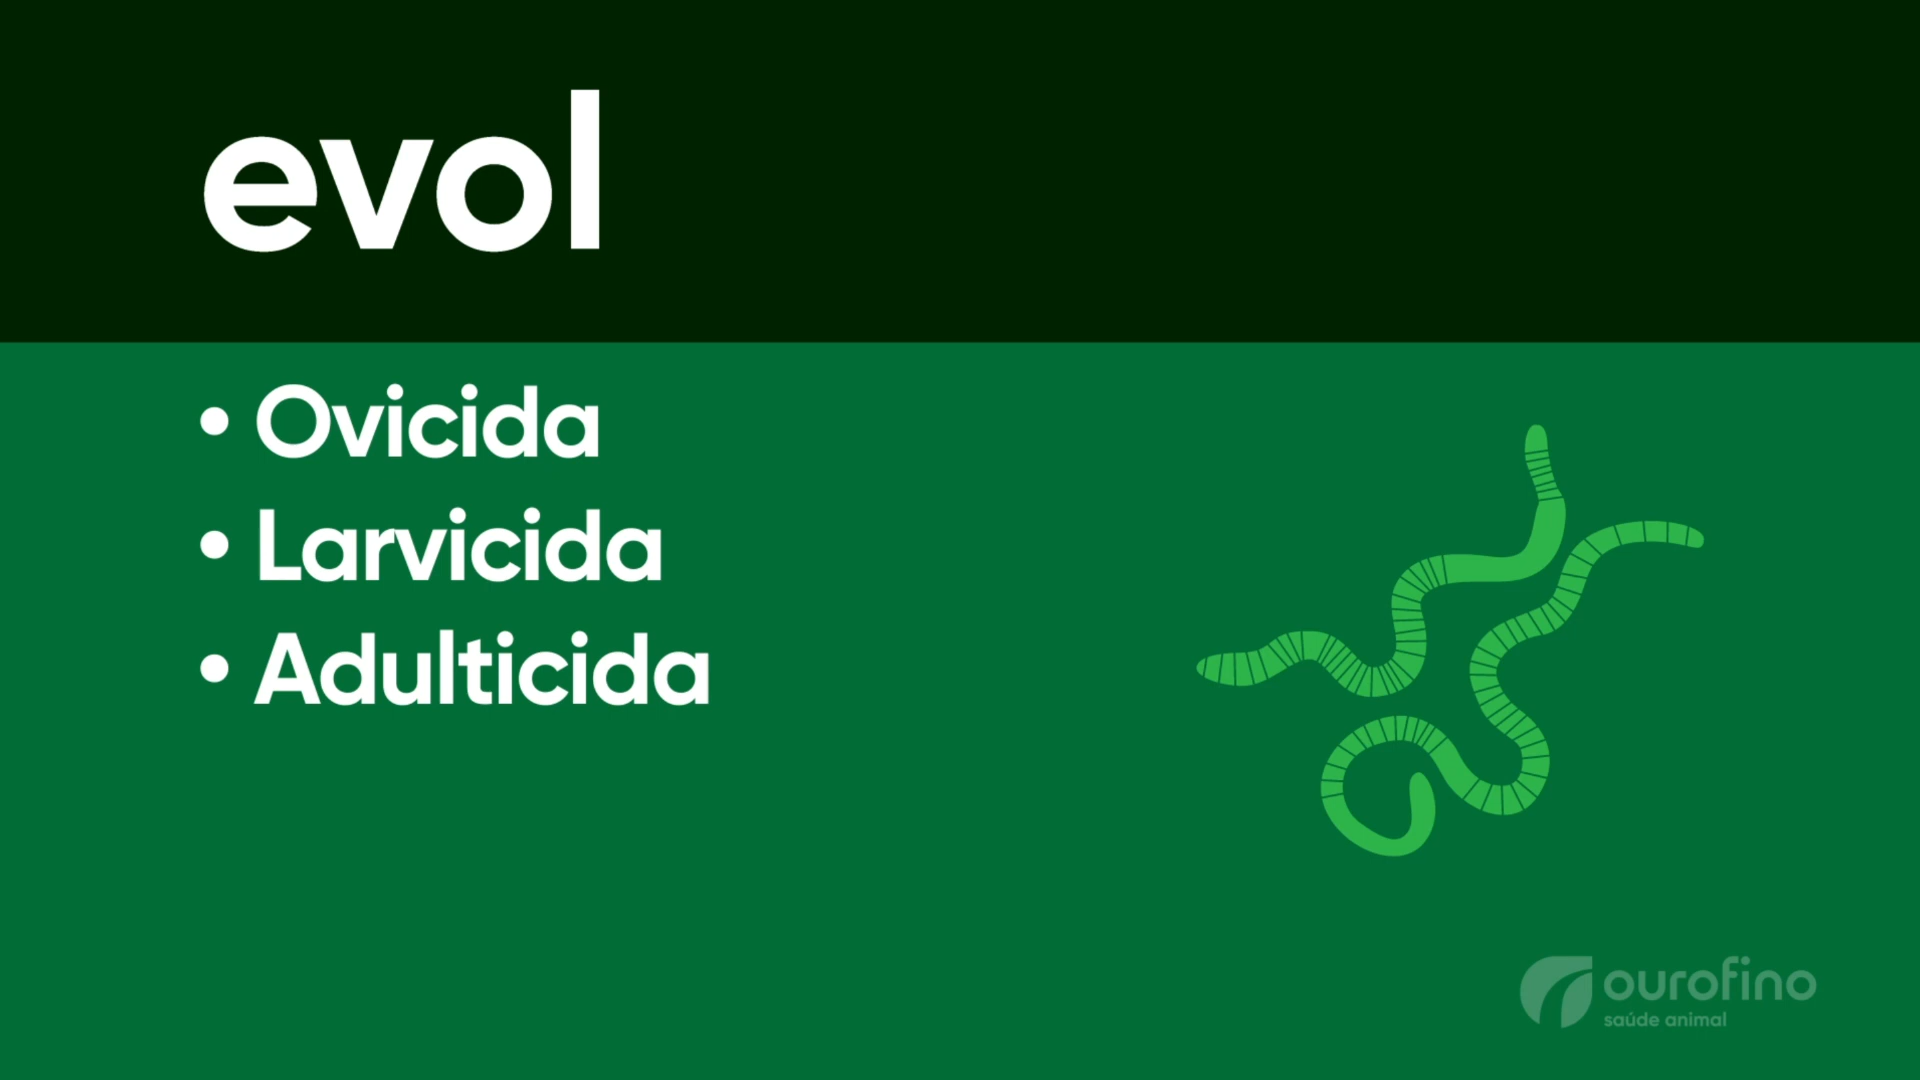 evol
• Ovicida
• Larvicida
• Adulticida
ourofino
saúde animal